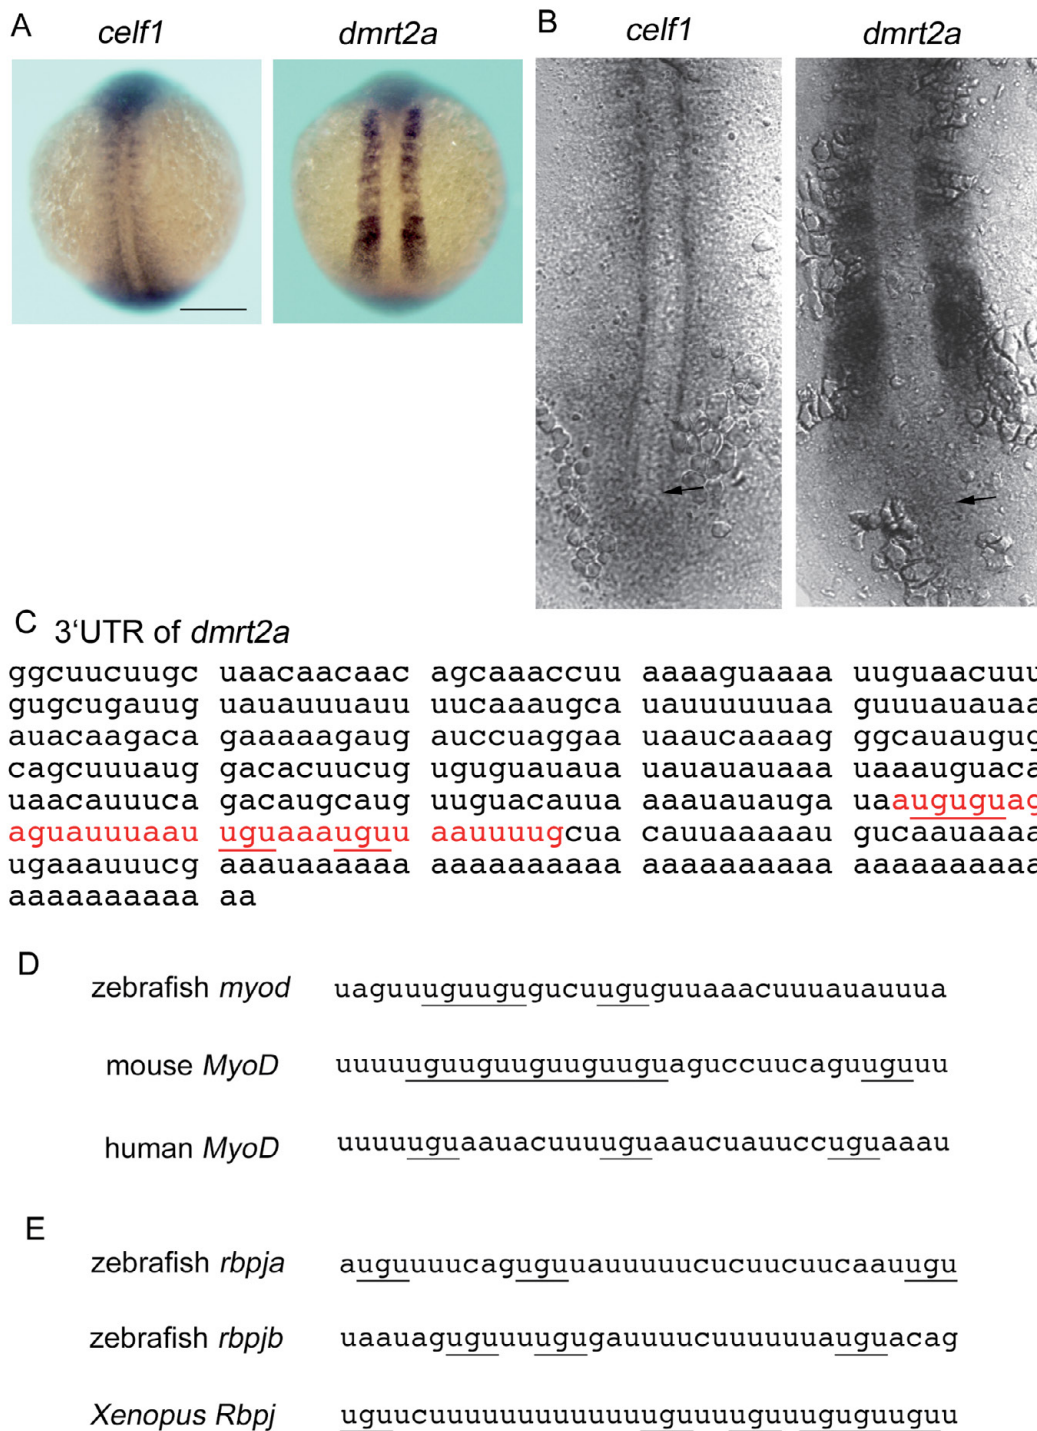 A
celf1 dmrt2a
B
celf1 dmrt2a
C 3‘UTR of dmrt2a
ggcuucuugc uaacaacaac agcaaaccuu aaaaguaaaa uuguaacuuu
gugcugauug uauauuuauu uucaaaugca uauuuuuuaa guuuauauaa
auacaagaca gaaaaagaug auccuaggaa uaaucaaaag ggcauaugug
cagcuuuaug gacacuucug uguguauaua uauauauaaa uaaauguaca
uaacauuuca gacaugcaug uuguacauua aaauauauga uaauguguag
aguauuuaau uguaaauguu aauuuugcua cauuaaaaau gucaauaaaa
ugaaauuucg aaauaaaaaa aaaaaaaaaa aaaaaaaaaa aaaaaaaaaa
aaaaaaaaaa aa
D
zebrafish myod uaguuuguugugucuuguguuaaacuuuauauuua
mouse MyoD uuuuuguuguuguuguuguaguccuucaguuguuu
human MyoD uuuuuguaauacuuuuguaaucuauuccuguaaau
E
zebrafish rbpja auguuuucaguguuauuuuucucuucuucaauugu
zebrafish rbpjb uaauaguguuuugugauuuucuuuuuuauguacag
Xenopus Rbpj uguucuuuuuuuuuuuuuguuuuguuuguguuguu